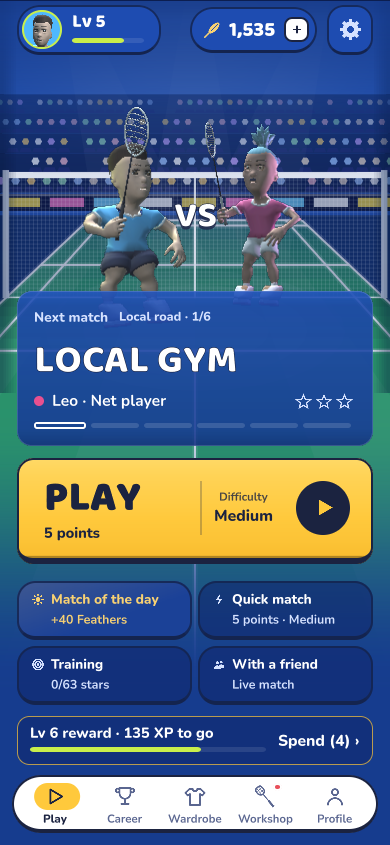 Lv 5
1,535 +
VS
Next match Local road · 1/6
LOCAL GYM
Leo · Net player
PLAY
5 points
Difficulty
Medium
Match of the day
+40 Feathers
Quick match
5 points · Medium
Training
0/63 stars
With a friend
Live match
Lv 6 reward · 135 XP to go
Spend (4) ›
Play Career Wardrobe Workshop Profile